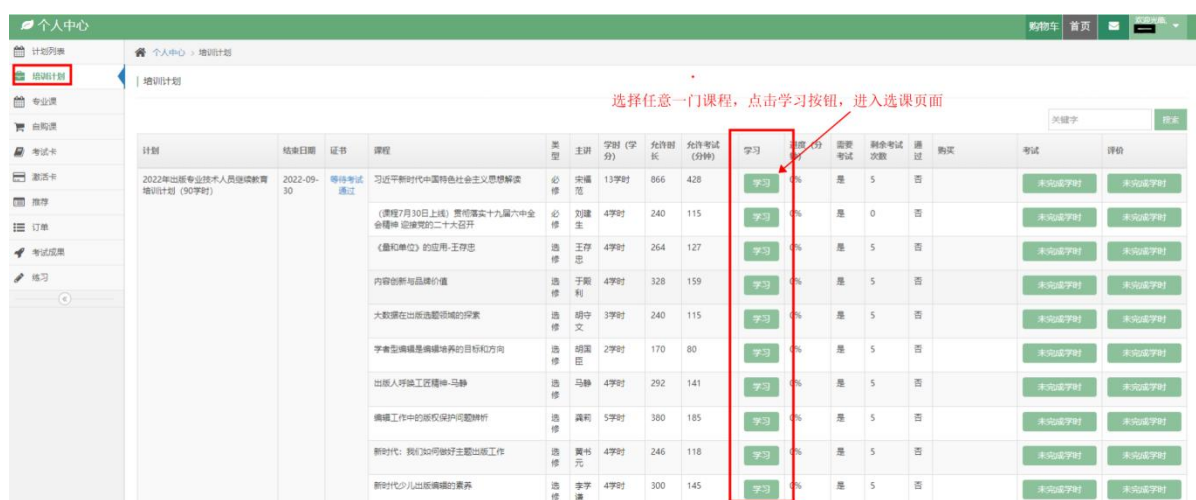 个人中心
购物车 首页
计划列表
个人中心 > 培训计划
培训计划
培训计划
专业课
选择任意一门课程，点击学习按钮，进入选课页面
自购课
关键字 搜索
考试卡
激活卡
推荐
订单
考试成果
练习
计划 结束日期 证书 课程 类型 主讲 学时（学分） 允许时长 允许考试（分钟） 学习 需要考试 剩余考试次数 通过 购买 考试 评价
2022年出版专业技术人员继续教育培训计划（90学时） 2022-09-30 等待考试通过 习近平新时代中国特色社会主义思想解读 必修 13学时 866 428 学习 是 5 否 未完成学时 未完成学时
（课程7月30日上线）贯彻落实十九届六中全会精神 迎接党的二十大召开 必修 刘建生 4学时 240 115 学习 是 0 否 未完成学时 未完成学时
《量和单位》的应用-王存忠 选修 王存忠 4学时 264 127 学习 是 5 否 未完成学时 未完成学时
内容创新与品牌价值 选修 于殿利 4学时 328 159 学习 是 5 否 未完成学时 未完成学时
大数据在出版选题领域的探索 选修 胡守文 3学时 240 115 学习 是 5 否 未完成学时 未完成学时
学者型编辑是编辑培养的目标和方向 选修 胡国臣 2学时 170 80 学习 是 5 否 未完成学时 未完成学时
出版人呼唤工匠精神-马静 选修 马静 4学时 292 141 学习 是 5 否 未完成学时 未完成学时
编辑工作中的版权保护问题辨析 选修 龚莉 5学时 380 185 学习 是 5 否 未完成学时 未完成学时
新时代：我们如何做好主题出版工作 选修 黄书元 4学时 246 118 学习 是 5 否 未完成学时 未完成学时
新时代少儿出版编辑的素养 选修 李学谦 4学时 300 145 学习 是 5 否 未完成学时 未完成学时